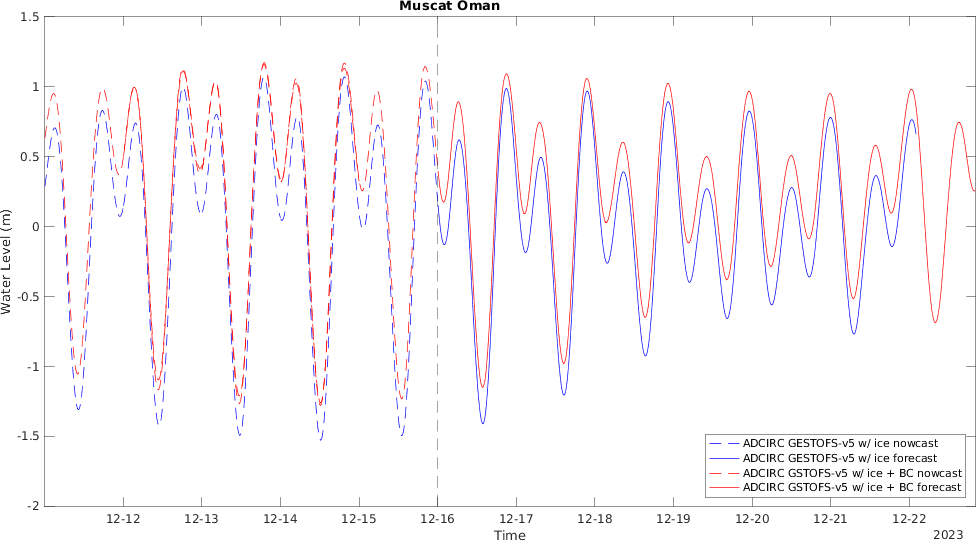 Muscat Oman
1.5
1
0.5
0
-0.5
-1
-1.5
-2
Water Level (m)
12-12
12-13
12-14
12-15
12-16
12-17
12-18
12-19
12-20
12-21
12-22
Time
2023
ADCIRC GESTOFS-v5 w/ ice nowcast
ADCIRC GESTOFS-v5 w/ ice forecast
ADCIRC GSTOFS-v5 w/ ice + BC nowcast
ADCIRC GSTOFS-v5 w/ ice + BC forecast